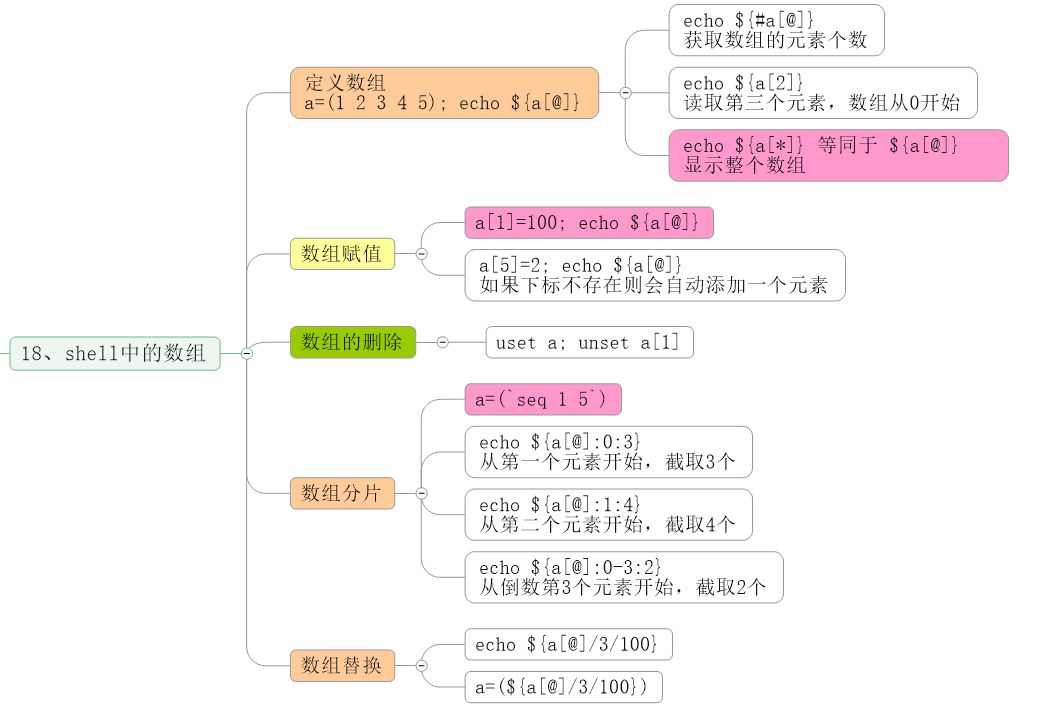 18、shell中的数组
定义数组
a=(1 2 3 4 5); echo ${a[@]}
echo ${#a[@]}
获取数组的元素个数
echo ${a[2]}
读取第三个元素，数组从0开始
echo ${a[*]} 等同于 ${a[@]}
显示整个数组
数组赋值
a[1]=100; echo ${a[@]}
a[5]=2; echo ${a[@]}
如果下标不存在则会自动添加一个元素
数组的删除
uset a; unset a[1]
数组分片
a=(`seq 1 5`)
echo ${a[@]:0:3}
从第一个元素开始，截取3个
echo ${a[@]:1:4}
从第二个元素开始，截取4个
echo ${a[@]:0-3:2}
从倒数第3个元素开始，截取2个
数组替换
echo ${a[@]/3/100}
a=(${a[@]/3/100})